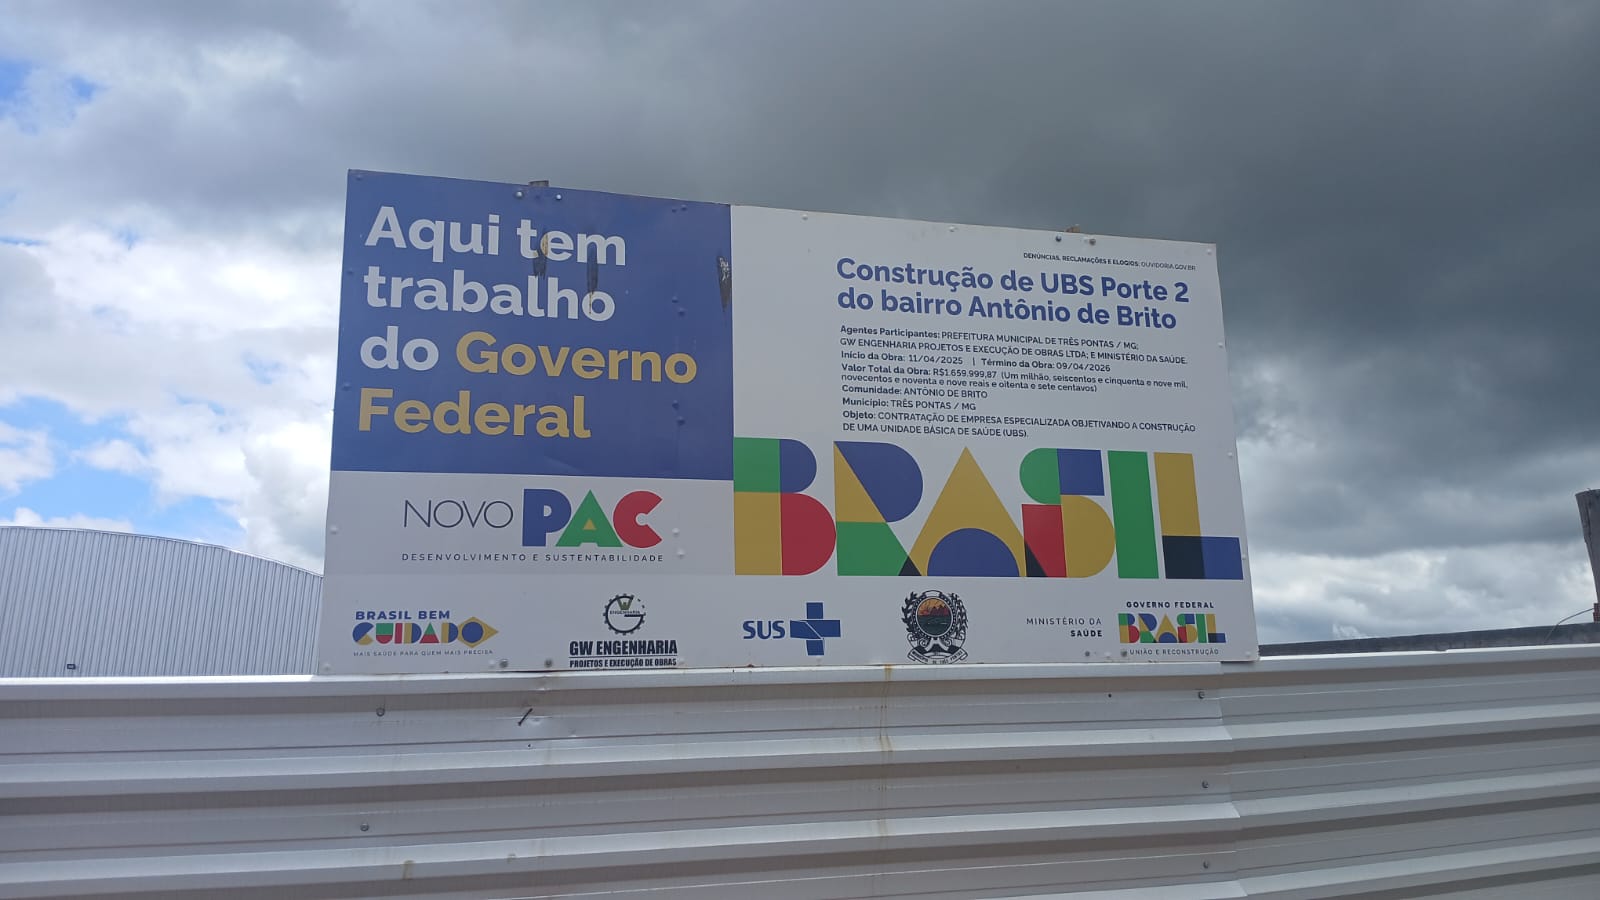 Aqui tem
trabalho
do Governo
Federal
NOVO PAC
DESENVOLVIMENTO E SUSTENTABILIDADE
DENÚNCIAS, RECLAMAÇÕES E ELOGIOS: OUVIDORIA.GOV.BR
Construção de UBS Porte 2
do bairro Antônio de Brito
Agentes Participantes: PREFEITURA MUNICIPAL DE TRÊS PONTAS / MG;
GW ENGENHARIA PROJETOS E EXECUÇÃO DE OBRAS LTDA; E MINISTÉRIO DA SAÚDE.
Início da Obra: 11/04/2025 | Término da Obra: 09/04/2026
Valor Total da Obra: R$1.659.999,87 (Um milhão, seiscentos e cinquenta e nove mil,
novecentos e noventa e nove reais e oitenta e sete centavos)
Comunidade: ANTÔNIO DE BRITO
Município: TRÊS PONTAS / MG
Objeto: CONTRATAÇÃO DE EMPRESA ESPECIALIZADA OBJETIVANDO A CONSTRUÇÃO
DE UMA UNIDADE BÁSICA DE SAÚDE (UBS).
BRASIL
BRASIL BEM
CUIDADO
MAIS SAÚDE PARA QUEM MAIS PRECISA
ENGENHARIA
GW ENGENHARIA
PROJETOS E EXECUÇÃO DE OBRAS
SUS
MINISTÉRIO DA
SAÚDE
GOVERNO FEDERAL
BRASIL
UNIÃO E RECONSTRUÇÃO